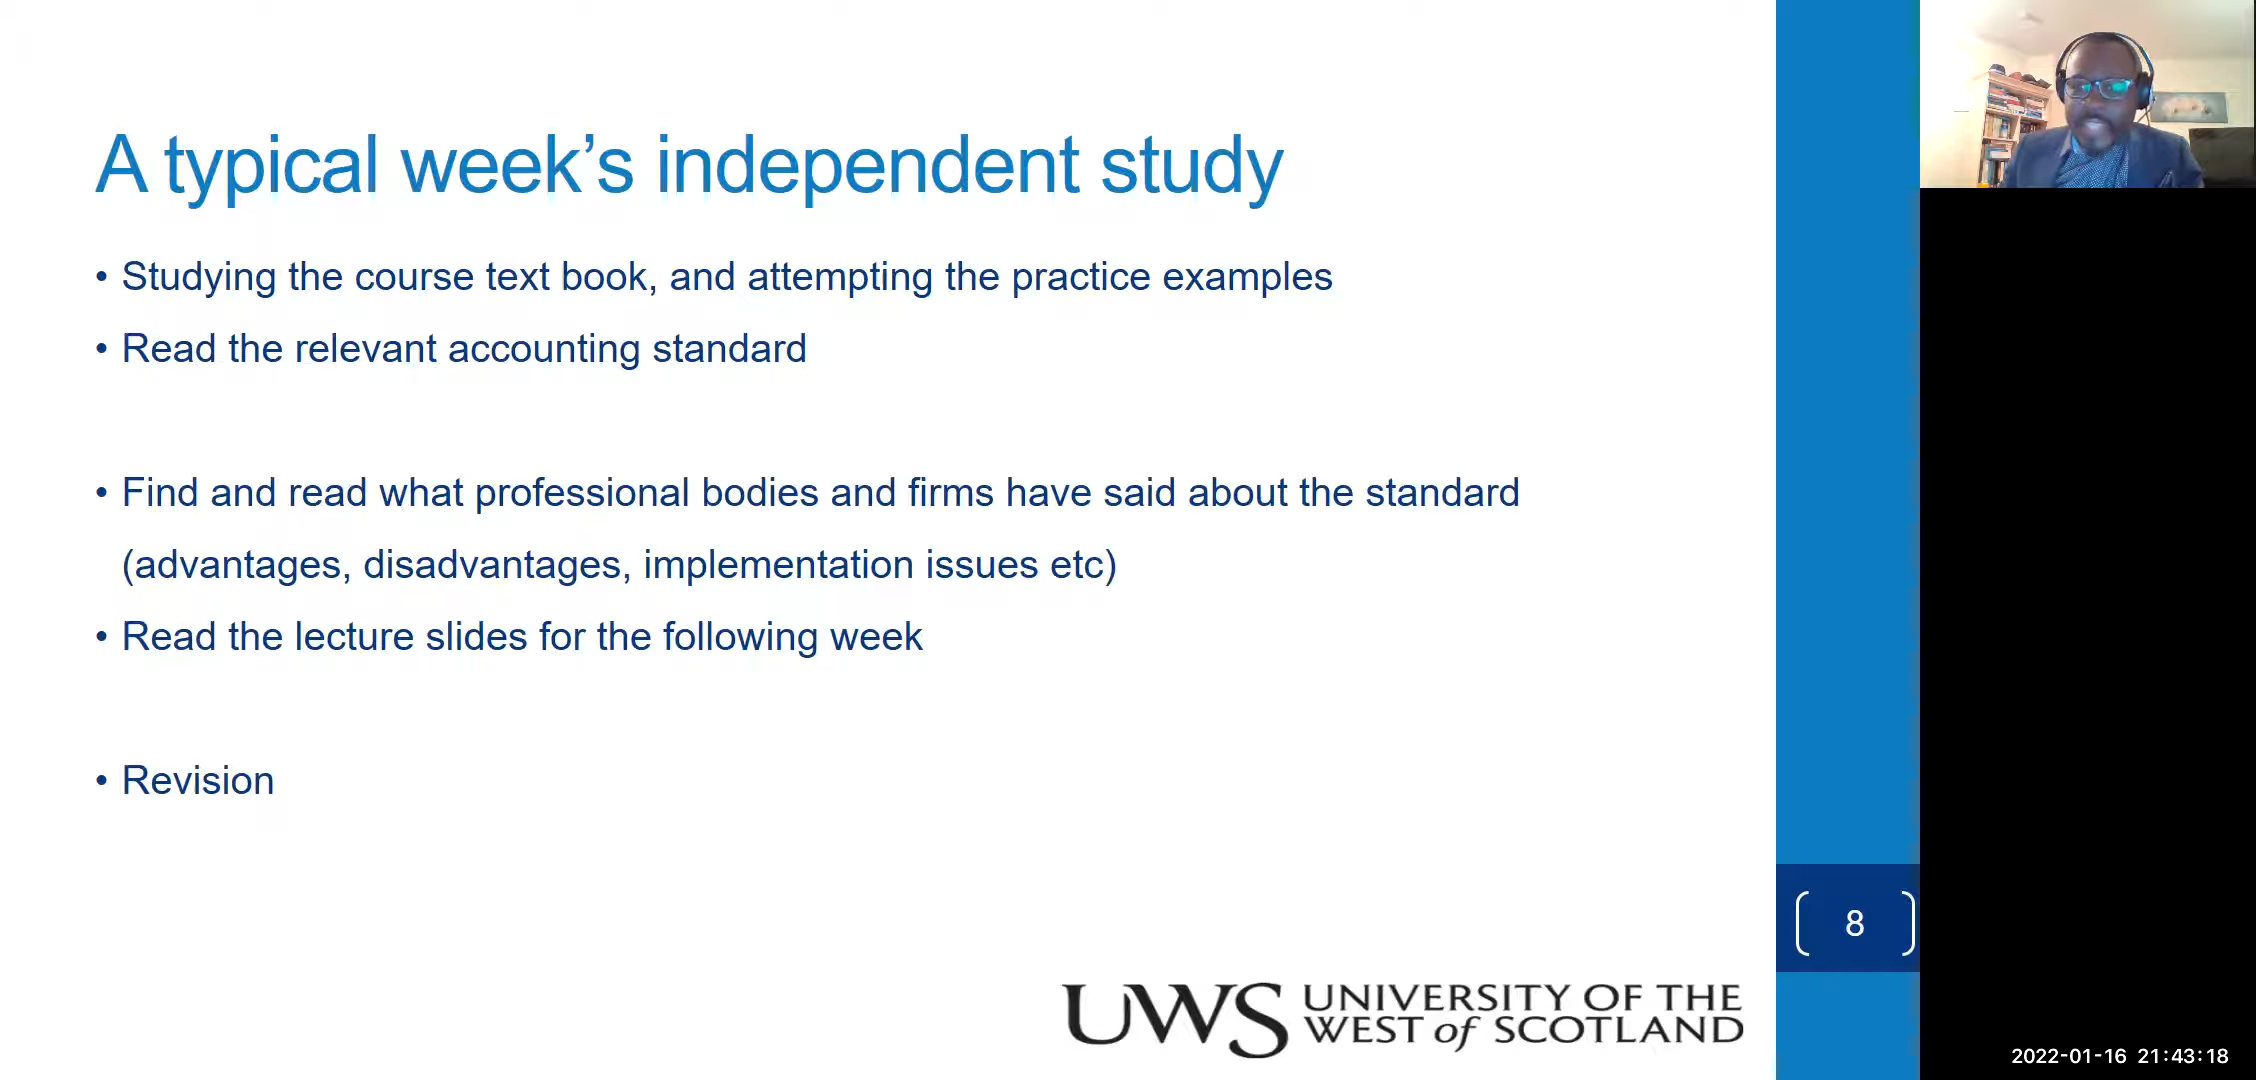 A typical week’s independent study
• Studying the course text book, and attempting the practice examples
• Read the relevant accounting standard
• Find and read what professional bodies and firms have said about the standard
(advantages, disadvantages, implementation issues etc)
• Read the lecture slides for the following week
• Revision
8
UWS UNIVERSITY OF THE
WEST of SCOTLAND
2022-01-16 21:43:18